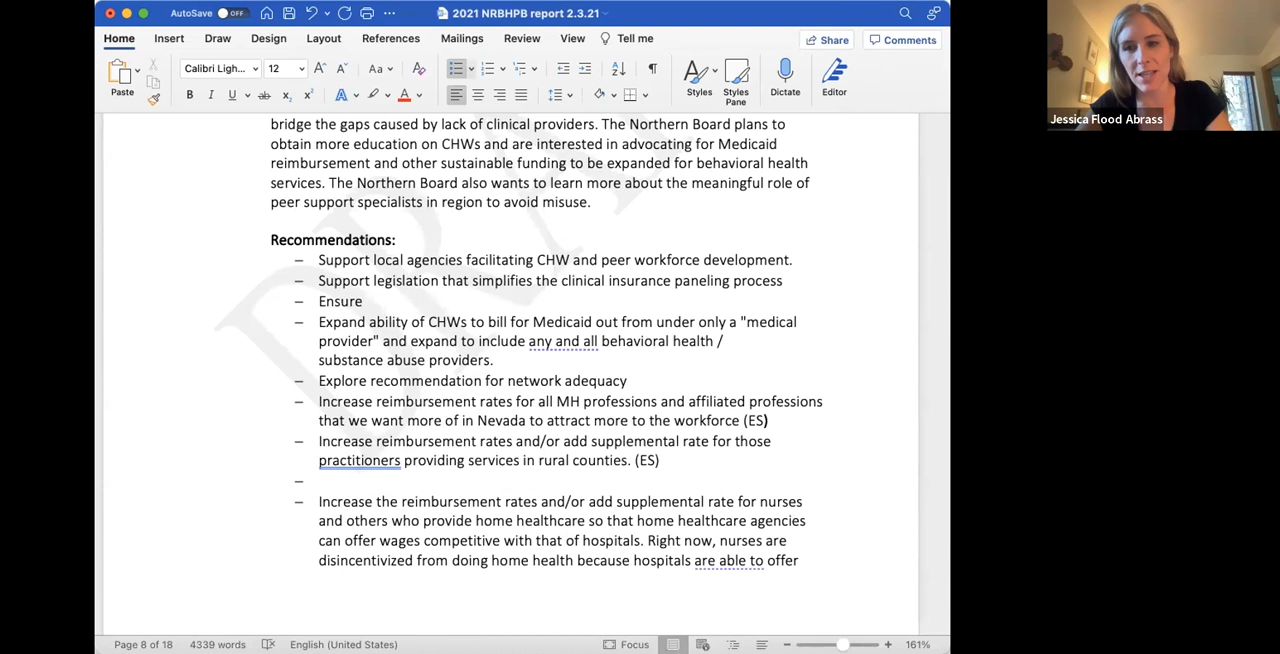 AutoSave OFF
2021 NRBHPB report 2.3.21
Home Insert Draw Design Layout References Mailings Review View Tell me Share Comments
Calibri Ligh... 12
Paste Styles Styles Pane Dictate Editor
bridge the gaps caused by lack of clinical providers. The Northern Board plans to
obtain more education on CHWs and are interested in advocating for Medicaid
reimbursement and other sustainable funding to be expanded for behavioral health
services. The Northern Board also wants to learn more about the meaningful role of
peer support specialists in region to avoid misuse.
Recommendations:
– Support local agencies facilitating CHW and peer workforce development.
– Support legislation that simplifies the clinical insurance paneling process
– Ensure
– Expand ability of CHWs to bill for Medicaid out from under only a "medical
provider" and expand to include any and all behavioral health /
substance abuse providers.
– Explore recommendation for network adequacy
– Increase reimbursement rates for all MH professions and affiliated professions
that we want more of in Nevada to attract more to the workforce (ES)
– Increase reimbursement rates and/or add supplemental rate for those
practitioners providing services in rural counties. (ES)
–
– Increase the reimbursement rates and/or add supplemental rate for nurses
and others who provide home healthcare so that home healthcare agencies
can offer wages competitive with that of hospitals. Right now, nurses are
disincentivized from doing home health because hospitals are able to offer
Page 8 of 18 4339 words English (United States) Focus 161%
Jessica Flood Abrass